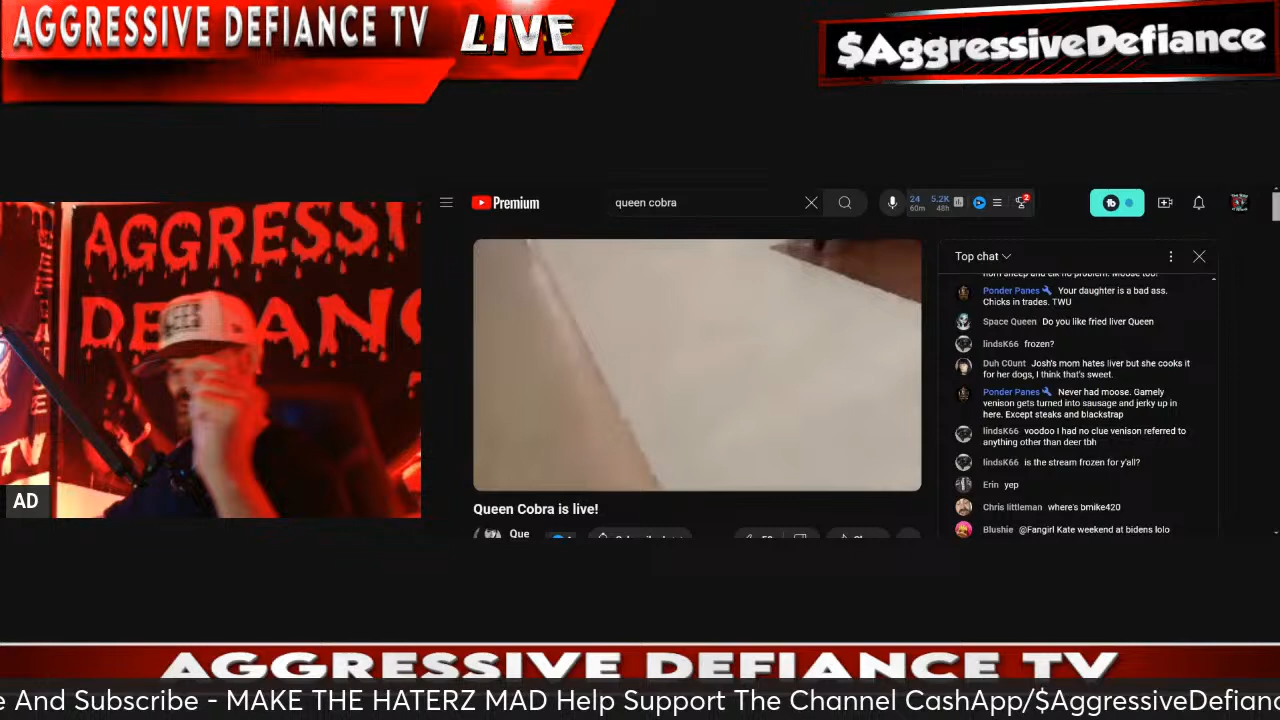 AGGRESSIVE DEFIANCE TV LIVE
$AggressiveDefiance
AD
Premium
queen cobra
24
60m
5.2K
48h
2
Queen Cobra is live!
Que
Top chat
Ponder Panes Your daughter is a bad ass.
Chicks in trades. TWU
Space Queen Do you like fried liver Queen
lindsK66 frozen?
Duh C0unt Josh's mom hates liver but she cooks it
for her dogs, I think that's sweet.
Ponder Panes Never had moose. Gamely
venison gets turned into sausage and jerky up in
here. Except steaks and blackstrap
lindsK66 voodoo I had no clue venison referred to
anything other than deer tbh
lindsK66 is the stream frozen for y'all?
Erin yep
Chris littleman where's bmike420
Blushie @Fangirl Kate weekend at bidens lolo
AGGRESSIVE DEFIANCE TV
e And Subscribe - MAKE THE HATERZ MAD Help Support The Channel CashApp/$AggressiveDefianc